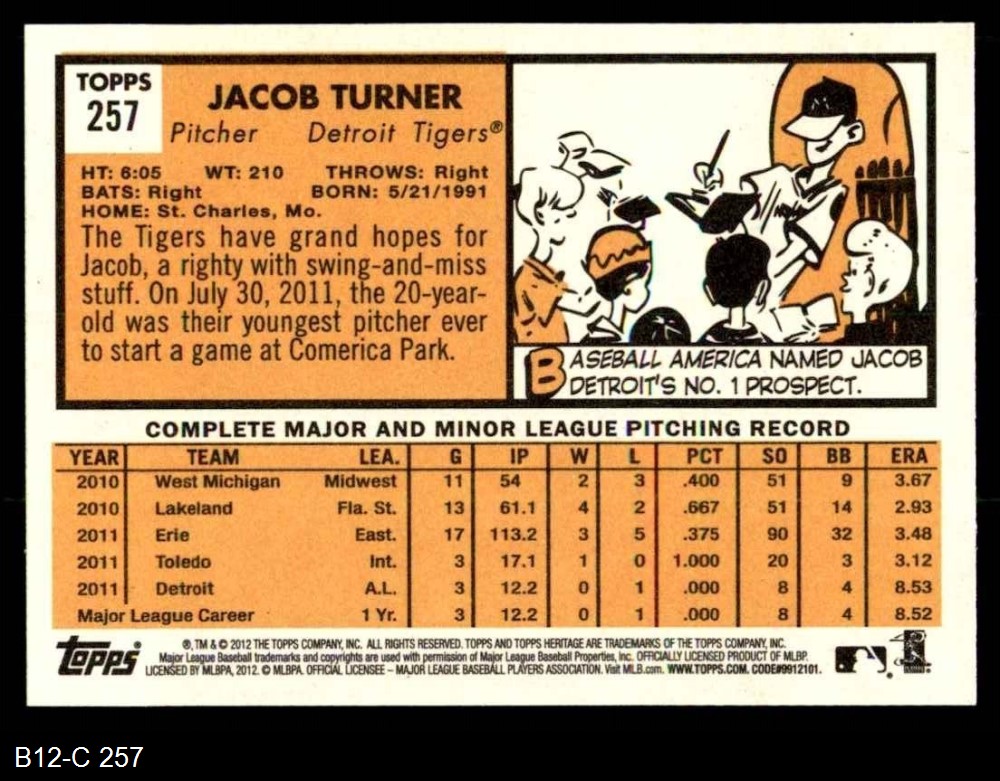 TOPPS
257
JACOB TURNER
Pitcher Detroit Tigers®
HT: 6:05 WT: 210 THROWS: Right
BATS: Right BORN: 5/21/1991
HOME: St. Charles, Mo.
The Tigers have grand hopes for
Jacob, a righty with swing-and-miss
stuff. On July 30, 2011, the 20-year-
old was their youngest pitcher ever
to start a game at Comerica Park.
BASEBALL AMERICA NAMED JACOB
DETROIT'S NO. 1 PROSPECT.
COMPLETE MAJOR AND MINOR LEAGUE PITCHING RECORD
YEAR TEAM LEA. G IP W L PCT SO BB ERA
2010 West Michigan Midwest 11 54 2 3 .400 51 9 3.67
2010 Lakeland Fla. St. 13 61.1 4 2 .667 51 14 2.93
2011 Erie East. 17 113.2 3 5 .375 90 32 3.48
2011 Toledo Int. 3 17.1 1 0 1.000 20 3 3.12
2011 Detroit A.L. 3 12.2 0 1 .000 8 4 8.53
Major League Career 1 Yr. 3 12.2 0 1 .000 8 4 8.52
Topps
®, TM & © 2012 THE TOPPS COMPANY, INC. ALL RIGHTS RESERVED. TOPPS AND TOPPS HERITAGE ARE TRADEMARKS OF THE TOPPS COMPANY, INC.
Major League Baseball trademarks and copyrights are used with permission of Major League Baseball Properties, Inc. OFFICIALLY LICENSED PRODUCT OF MLBP.
LICENSED BY MLBPA, 2012. © MLBPA. OFFICIAL LICENSEE – MAJOR LEAGUE BASEBALL PLAYERS ASSOCIATION. Visit MLB.com. WWW.TOPPS.COM. CODE#9912101.
B12-C 257